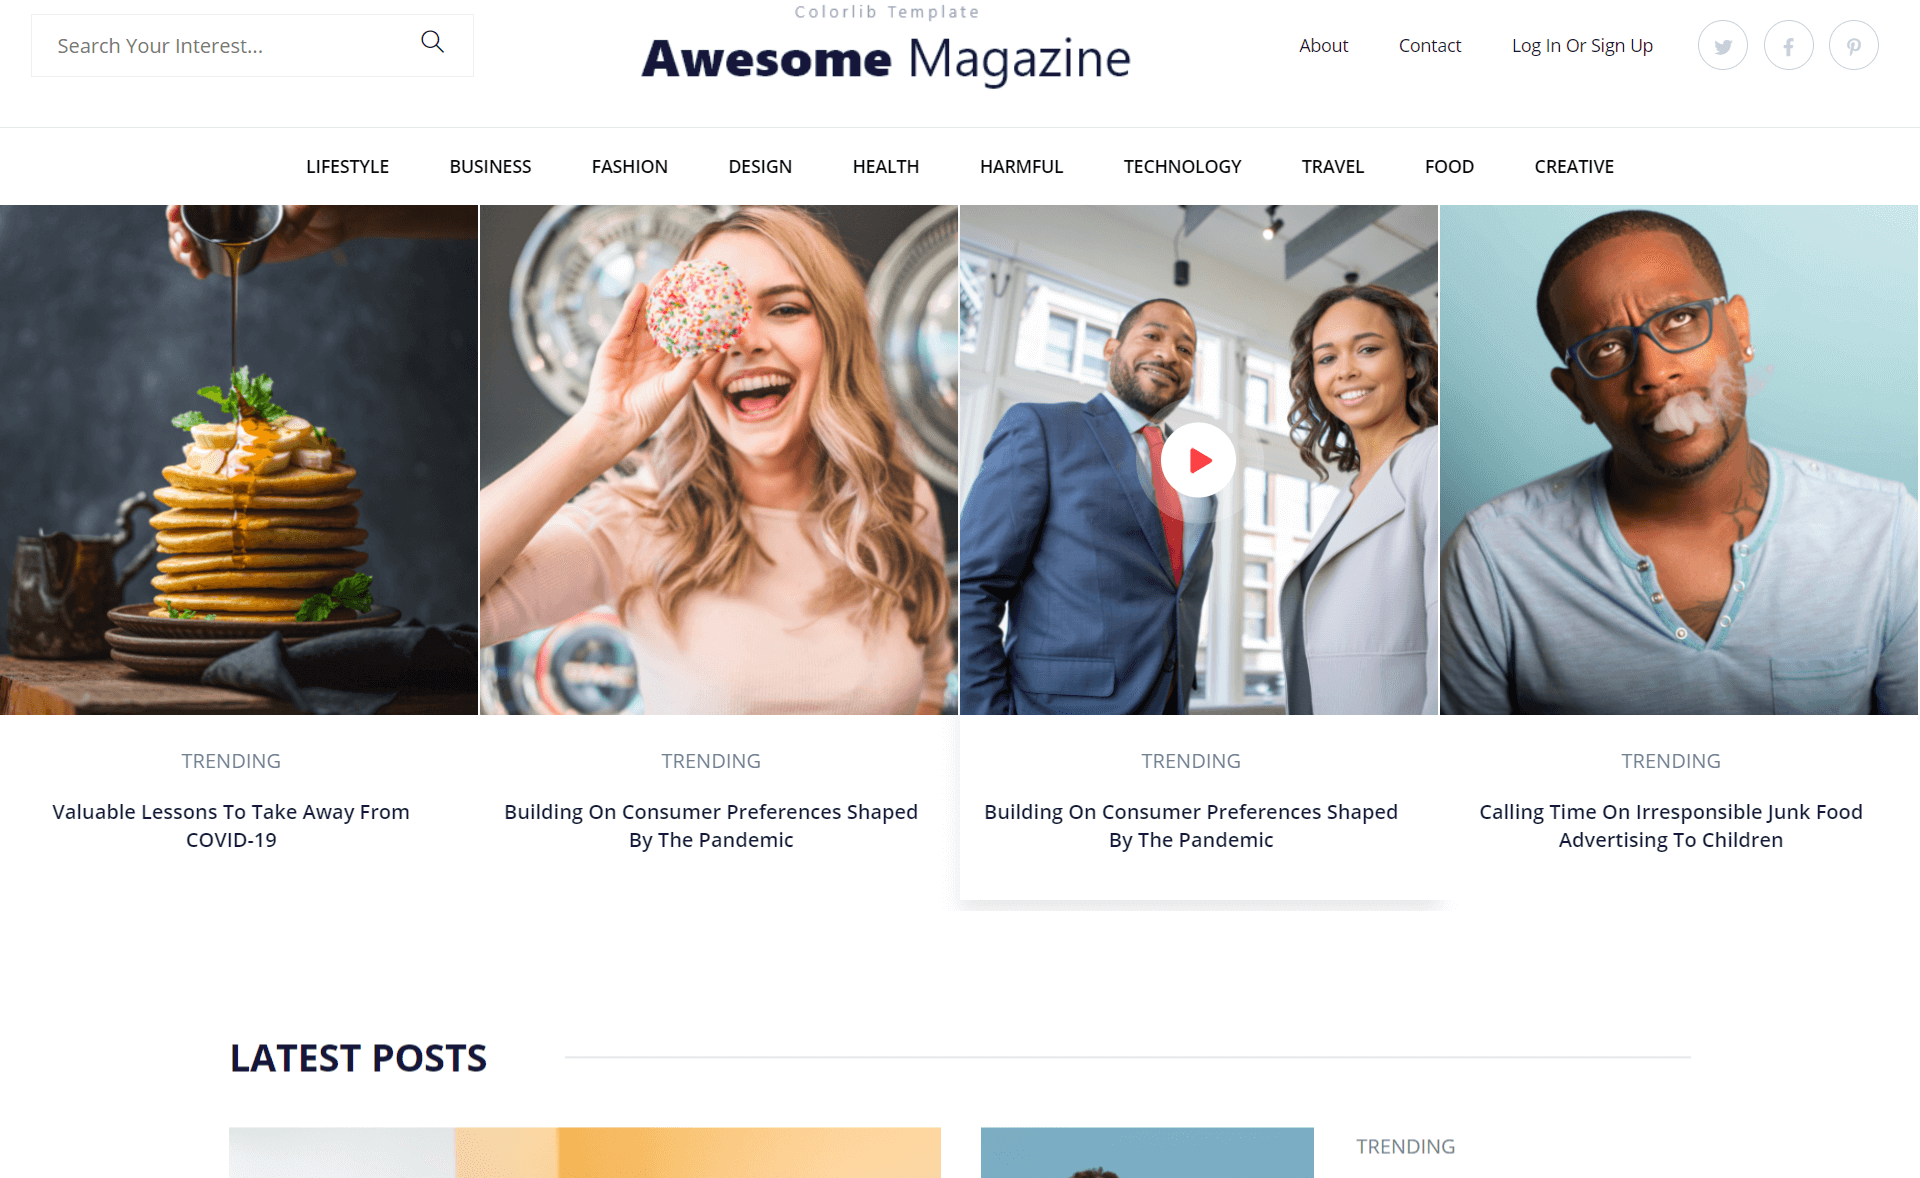 Colorlib Template
Search Your Interest...
Awesome Magazine
About
Contact
Log In Or Sign Up
LIFESTYLE
BUSINESS
FASHION
DESIGN
HEALTH
HARMFUL
TECHNOLOGY
TRAVEL
FOOD
CREATIVE
TRENDING
Valuable Lessons To Take Away From
COVID-19
TRENDING
Building On Consumer Preferences Shaped
By The Pandemic
TRENDING
Building On Consumer Preferences Shaped
By The Pandemic
TRENDING
Calling Time On Irresponsible Junk Food
Advertising To Children
LATEST POSTS
TRENDING